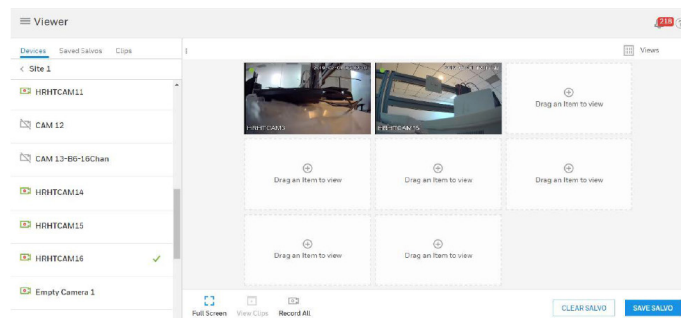 Viewer
218
Devices Saved Salvos Clips
Views
< Site 1
HRHTCAM11
CAM 12
CAM 13-B6-16Chan
HRHTCAM14
HRHTCAM15
HRHTCAM16
Empty Camera 1
Drag an Item to view
Drag an Item to view
Drag an Item to view
Drag an Item to view
Drag an Item to view
Drag an Item to view
Full Screen
View Clips
Record All
CLEAR SALVO
SAVE SALVO